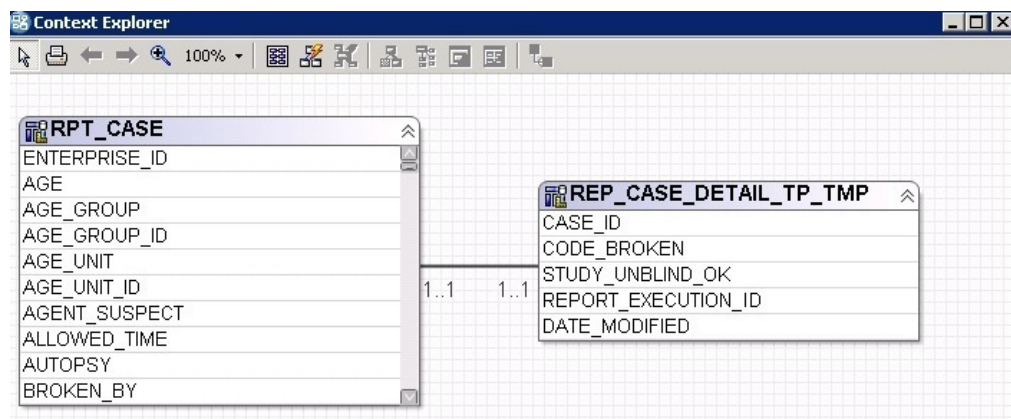 Context Explorer
100%
RPT_CASE
ENTERPRISE_ID
AGE
AGE_GROUP
AGE_GROUP_ID
AGE_UNIT
AGE_UNIT_ID
AGENT_SUSPECT
ALLOWED_TIME
AUTOPSY
BROKEN_BY
1..1
1..1
REP_CASE_DETAIL_TP_TMP
CASE_ID
CODE_BROKEN
STUDY_UNBLIND_OK
REPORT_EXECUTION_ID
DATE_MODIFIED